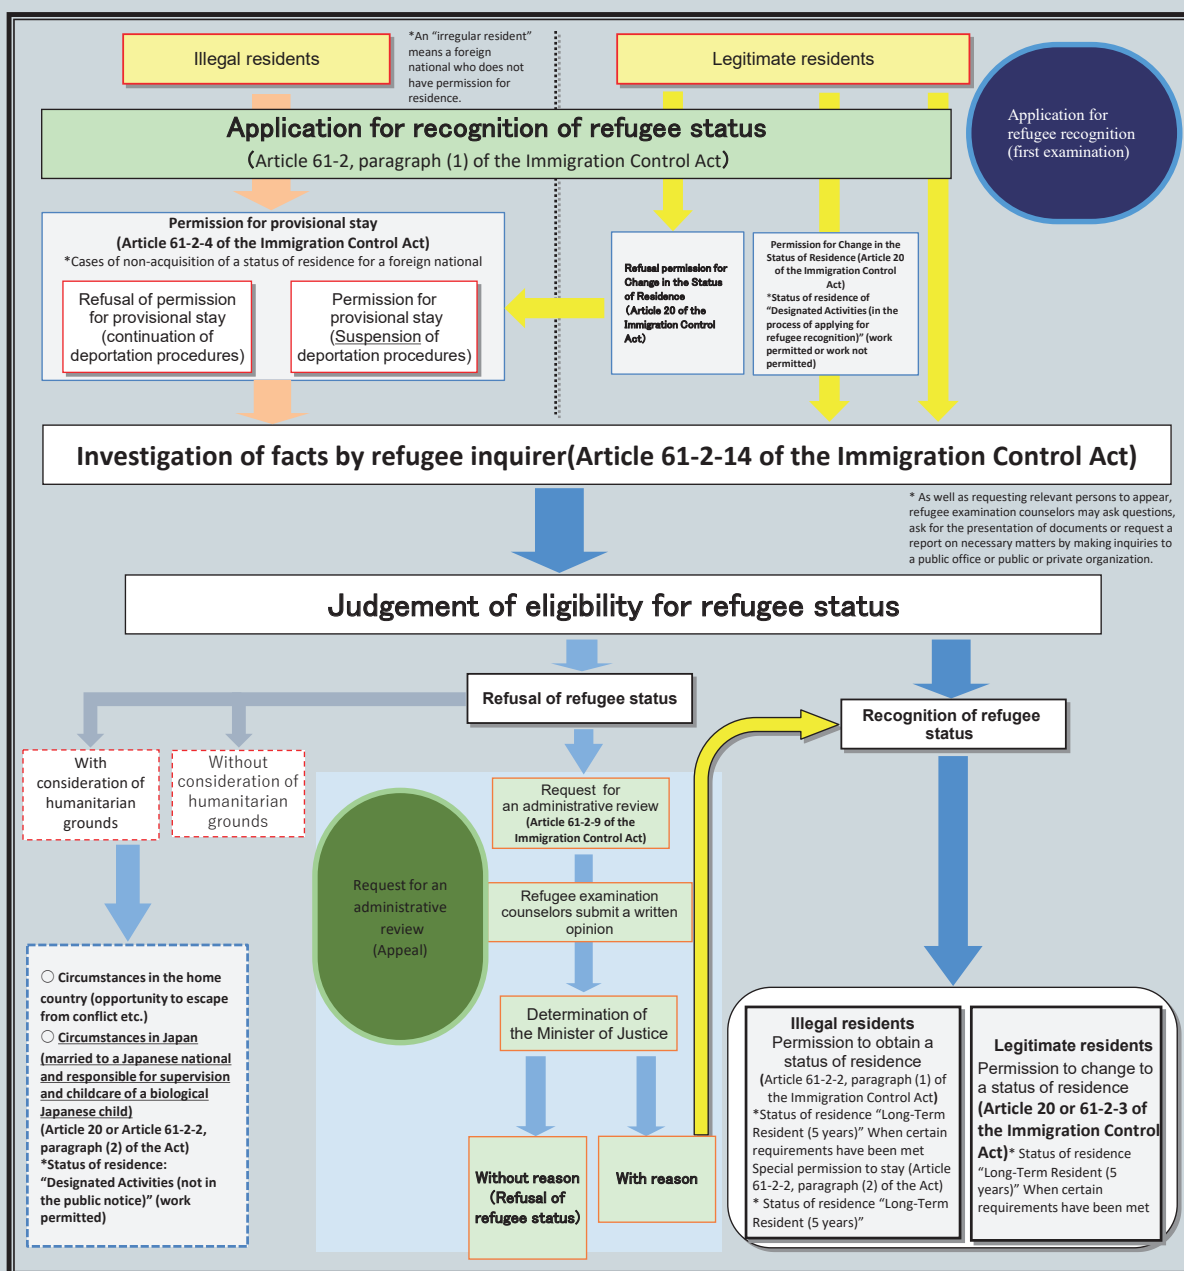 Illegal residents
*An “irregular resident”
means a foreign
national who does not
have permission for
residence.
Legitimate residents
Application for
refugee recognition
(first examination)
Application for recognition of refugee status
(Article 61-2, paragraph (1) of the Immigration Control Act)
Permission for provisional stay
(Article 61-2-4 of the Immigration Control Act)
*Cases of non-acquisition of a status of residence for a foreign national
Refusal of permission
for provisional stay
(continuation of
deportation procedures)
Permission for
provisional stay
(Suspension of
deportation procedures)
Refusal permission for
Change in the Status
of Residence
(Article 20 of the
Immigration Control
Act)
Permission for Change in the
Status of Residence (Article 20
of the Immigration Control
Act)
*Status of residence of
“Designated Activities (in the
process of applying for
refugee recognition)” (work
permitted or work not
permitted)
Investigation of facts by refugee inquirer(Article 61-2-14 of the Immigration Control Act)
* As well as requesting relevant persons to appear,
refugee examination counselors may ask questions,
ask for the presentation of documents or request a
report on necessary matters by making inquiries to
a public office or public or private organization.
Judgement of eligibility for refugee status
Refusal of refugee status
Recognition of refugee
status
With
consideration of
humanitarian
grounds
Without
consideration of
humanitarian
grounds
Request for
an administrative review
(Article 61-2-9 of the
Immigration Control Act)
Request for an
administrative
review
(Appeal)
Refugee examination
counselors submit a written
opinion
Determination of
the Minister of Justice
Without reason
(Refusal of
refugee status)
With reason
○ Circumstances in the home
country (opportunity to escape
from conflict etc.)
○ Circumstances in Japan
(married to a Japanese national
and responsible for supervision
and childcare of a biological
Japanese child)
(Article 20 or Article 61-2-2,
paragraph (2) of the Act)
*Status of residence:
“Designated Activities (not in
the public notice)” (work
permitted)
Illegal residents
Permission to obtain a
status of residence
(Article 61-2-2, paragraph (1) of
the Immigration Control Act)
*Status of residence “Long-Term
Resident (5 years)” When certain
requirements have been met
Special permission to stay (Article
61-2-2, paragraph (2) of the Act)
* Status of residence “Long-Term
Resident (5 years)”
Legitimate residents
Permission to change to
a status of residence
(Article 20 or 61-2-3 of
the Immigration Control
Act)* Status of residence
“Long-Term Resident (5
years)” When certain
requirements have been met